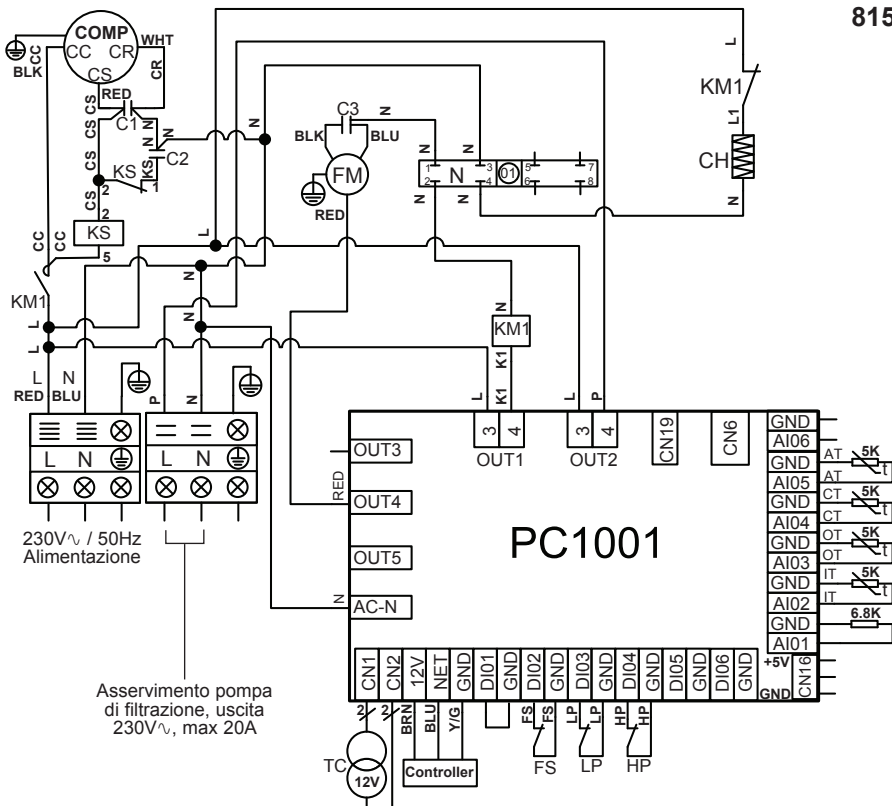 815
COMP
CC CR
CS
WHT
BLK
CC
CR
RED
CS
CS
C1
N
N
N
C2
CS
KS
KS
2
1
CS
2
KS
5
CC
CC
KM1
L
L
L
N
N
L N
RED BLU
P
N
L N
L N
230V∿ / 50Hz
Alimentazione
Asservimento pompa
di filtrazione, uscita
230V∿, max 20A
C3
N
BLK
BLU
FM
RED
N
N
1
2
N
3
4
01
5
6
7
8
N
N
L
KM1
L1
CH
N
N
KM1
K1
K1
L
L
P
3 4
OUT1
3 4
OUT2
CN19
CN6
OUT3
RED
OUT4
OUT5
N
AC-N
PC1001
GND
AI06
GND
AI05
GND
AI04
GND
AI03
GND
AI02
GND
AI01
+5V
GND
CN16
AT
5K
t
AT
CT
5K
t
CT
OT
5K
t
OT
IT
5K
t
IT
6.8K
CN1 CN2 12V NET GND DI01 GND DI02 GND DI03 GND DI04 GND DI05 GND DI06 GND
2
2
BRN
BLU
Y/G
FS
FS
LP
LP
HP
HP
TC
12V
Controller
FS
LP
HP